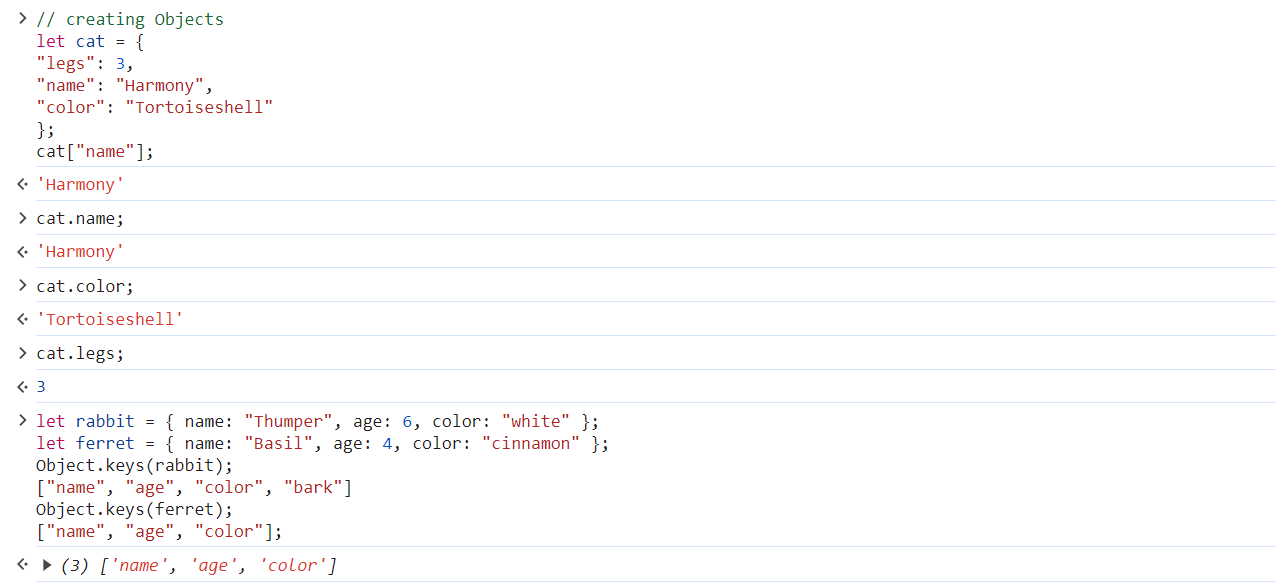 > // creating Objects
let cat = {
"legs": 3,
"name": "Harmony",
"color": "Tortoiseshell"
};
cat["name"];
'Harmony'
> cat.name;
'Harmony'
> cat.color;
'Tortoiseshell'
> cat.legs;
3
> let rabbit = { name: "Thumper", age: 6, color: "white" };
let ferret = { name: "Basil", age: 4, color: "cinnamon" };
Object.keys(rabbit);
["name", "age", "color", "bark"]
Object.keys(ferret);
["name", "age", "color"];
(3) ['name', 'age', 'color']